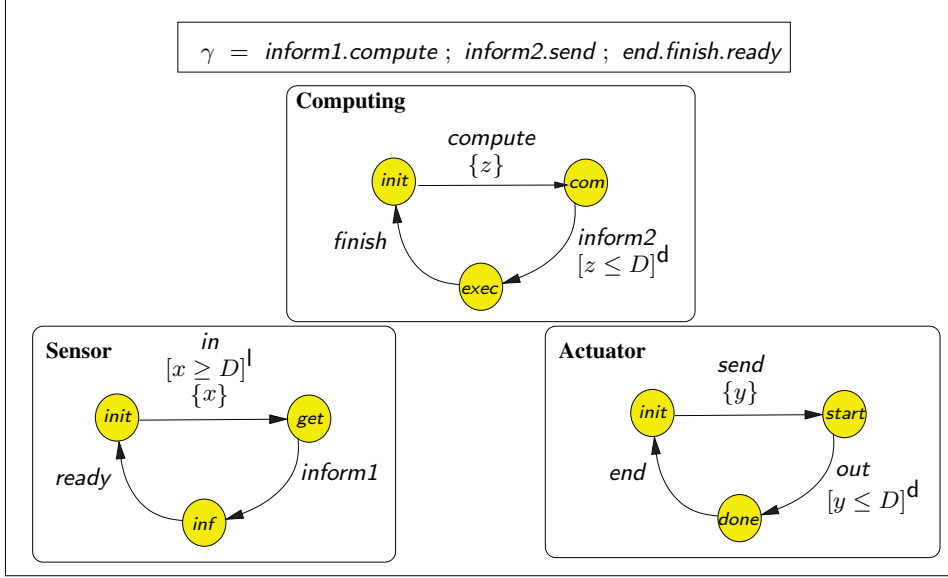 γ = inform1.compute ; inform2.send ; end.finish.ready
Computing
compute
{z}
init
com
finish
inform2
[z ≤ D]ᵈ
exec
Sensor
in
[x ≥ D]ˡ
{x}
init
get
ready
inform1
inf
Actuator
send
{y}
init
start
end
out
[y ≤ D]ᵈ
done